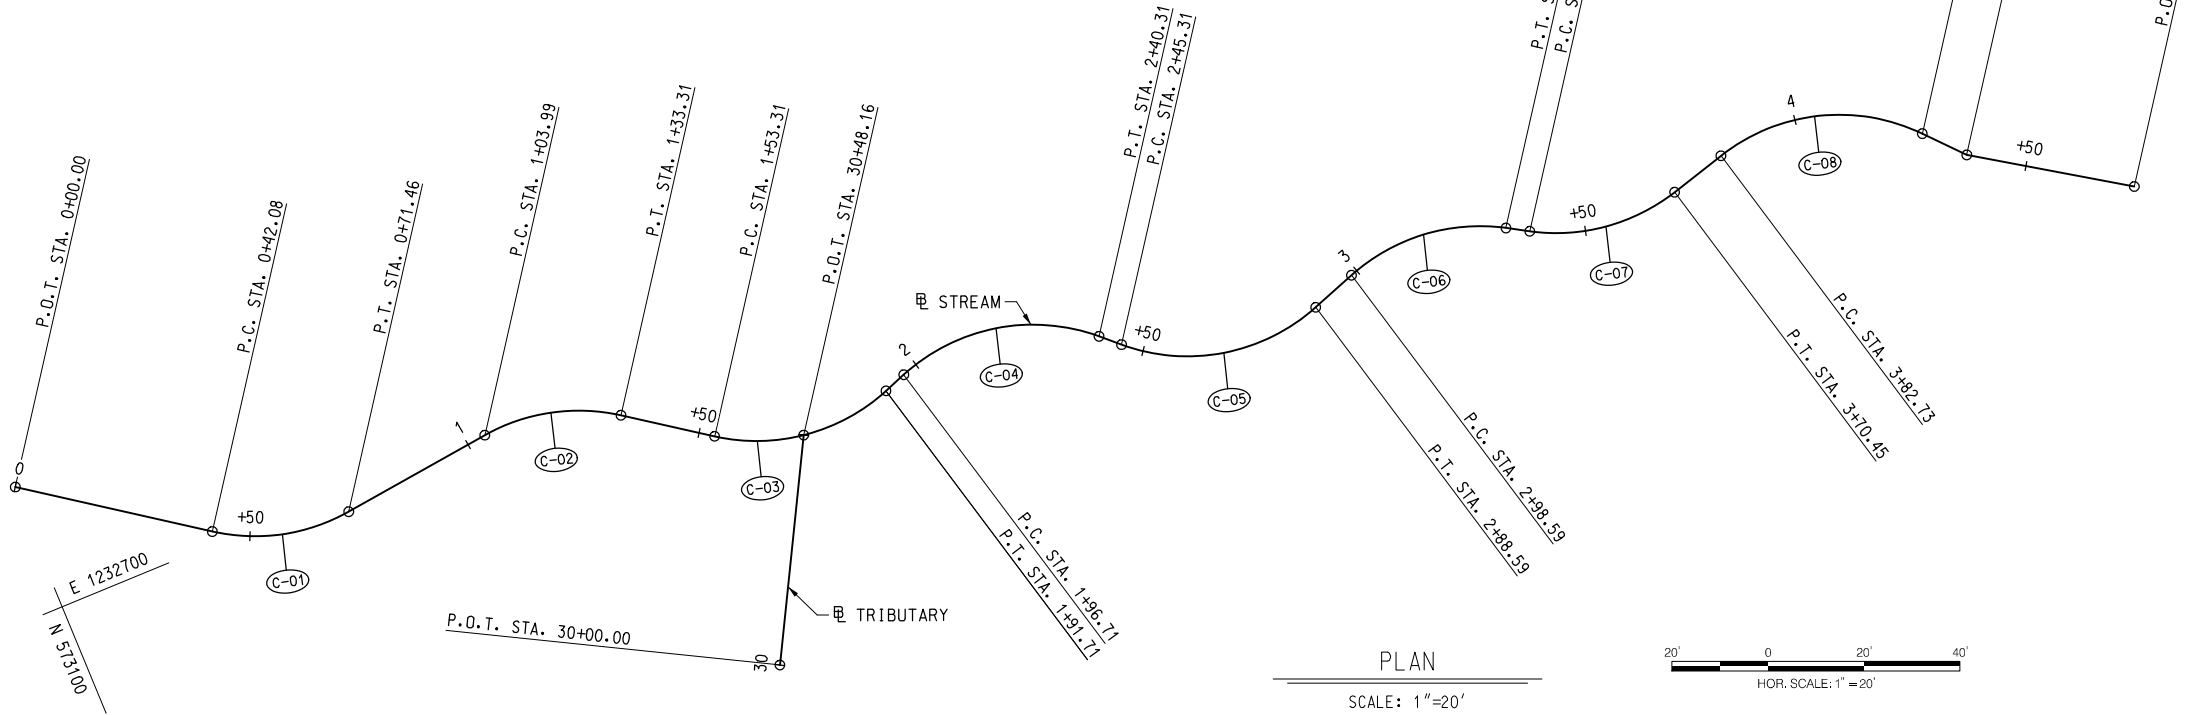 P.O.T. STA. 0+00.00
P.C. STA. 0+42.08
P.T. STA. 0+71.46
P.C. STA. 1+03.99
P.T. STA. 1+33.31
P.C. STA. 1+53.31
P.O.T. STA. 30+48.16
P.T. STA. 2+40.31
P.C. STA. 2+45.31
P.T.
P.C.
0
+50
1
+50
2
+50
3
+50
4
+50
C-01
C-02
C-03
C-04
C-05
C-06
C-07
C-08
STREAM
TRIBUTARY
P.C. STA. 1+96.71
P.T. STA. 1+91.71
P.C. STA. 2+98.59
P.T. STA. 2+88.59
P.C. STA. 3+82.73
P.T. STA. 3+70.45
P.O.T. STA. 30+00.00
30
E 1232700
N 573100
PLAN
SCALE: 1"=20'
20' 0 20' 40'
HOR. SCALE: 1" = 20'